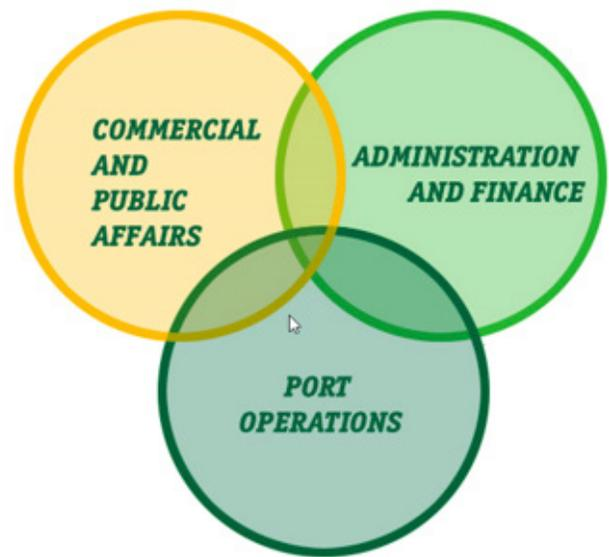 COMMERCIAL
AND
PUBLIC
AFFAIRS
ADMINISTRATION
AND FINANCE
PORT
OPERATIONS